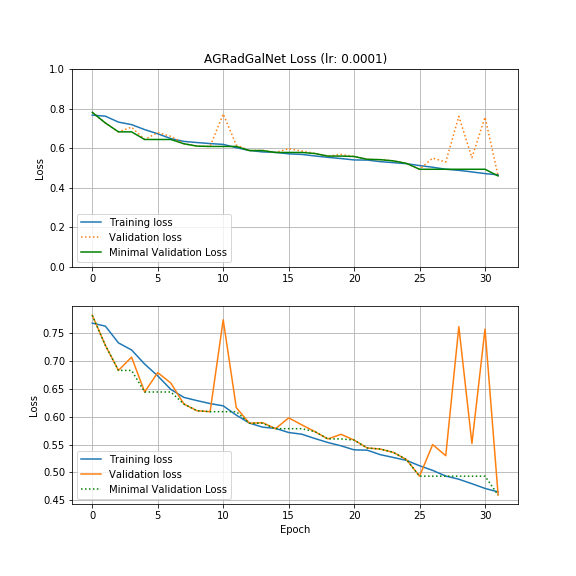 AGRadGalNet Loss (lr: 0.0001)
1.0
0.8
0.6
0.4
0.2
0.0
Loss
Training loss
Validation loss
Minimal Validation Loss
0 5 10 15 20 25 30
0.75
0.70
0.65
0.60
0.55
0.50
0.45
Loss
Training loss
Validation loss
Minimal Validation Loss
0 5 10 15 20 25 30
Epoch